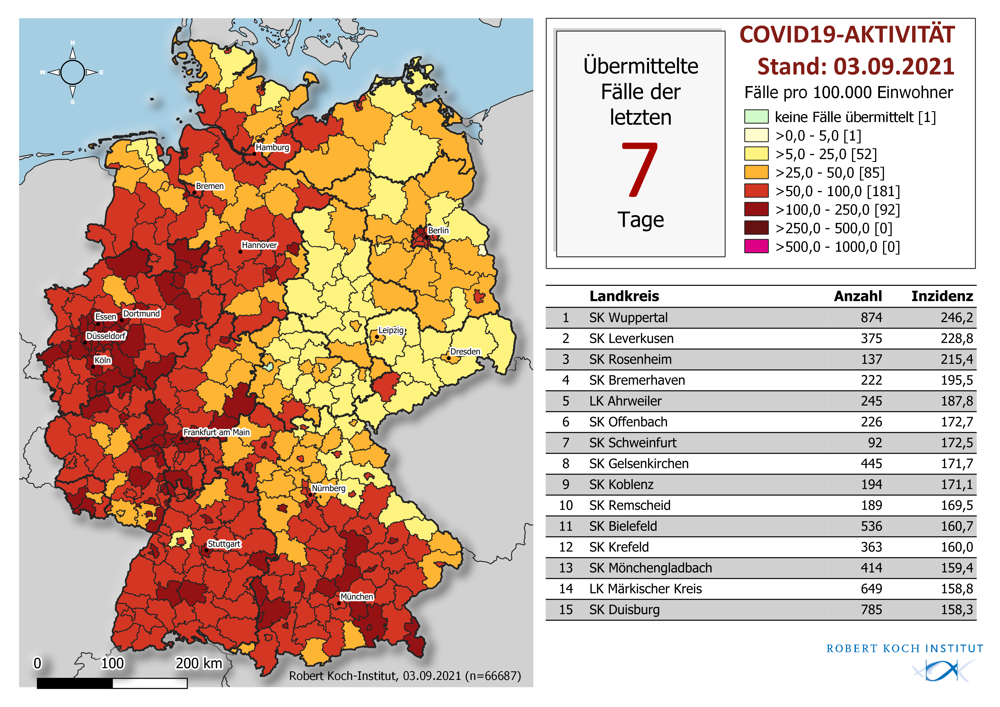 N
W
E
S
Hamburg
Bremen
Berlin
Hannover
Essen
Dortmund
Düsseldorf
Leipzig
Köln
Dresden
Frankfurt am Main
Nürnberg
Stuttgart
München
0 100 200 km
Robert Koch-Institut, 03.09.2021 (n=66687)
Übermittelte
Fälle der
letzten
7
Tage
COVID19-AKTIVITÄT
Stand: 03.09.2021
Fälle pro 100.000 Einwohner
keine Fälle übermittelt [1]
>0,0 - 5,0 [1]
>5,0 - 25,0 [52]
>25,0 - 50,0 [85]
>50,0 - 100,0 [181]
>100,0 - 250,0 [92]
>250,0 - 500,0 [0]
>500,0 - 1000,0 [0]
Landkreis Anzahl Inzidenz
1 SK Wuppertal 874 246,2
2 SK Leverkusen 375 228,8
3 SK Rosenheim 137 215,4
4 SK Bremerhaven 222 195,5
5 LK Ahrweiler 245 187,8
6 SK Offenbach 226 172,7
7 SK Schweinfurt 92 172,5
8 SK Gelsenkirchen 445 171,7
9 SK Koblenz 194 171,1
10 SK Remscheid 189 169,5
11 SK Bielefeld 536 160,7
12 SK Krefeld 363 160,0
13 SK Mönchengladbach 414 159,4
14 LK Märkischer Kreis 649 158,8
15 SK Duisburg 785 158,3
ROBERT KOCH INSTITUT